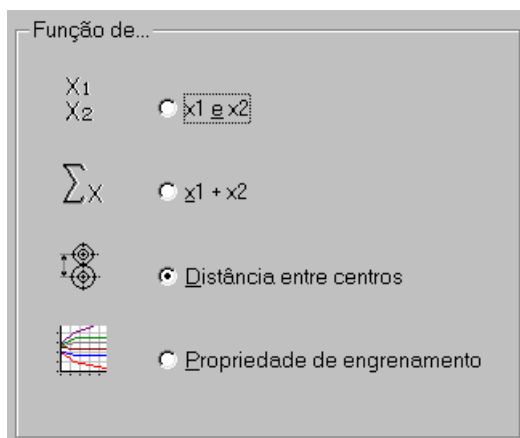 Função de...
X1
X2
x1 e x2
∑x
x1 + x2
Distância entre centros
Propriedade de engrenamento